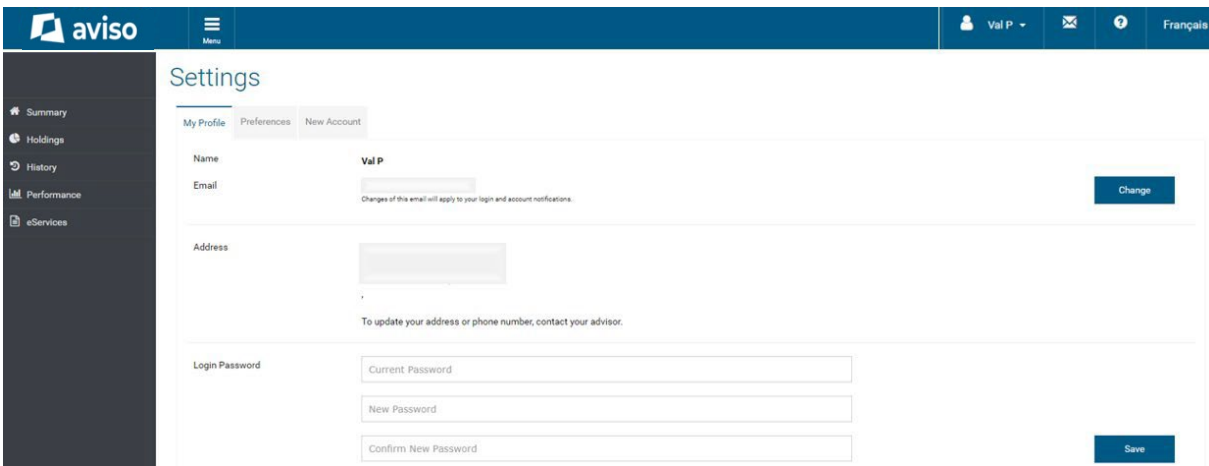 aviso
Menu
Val P
?
Français
Summary
Holdings
History
Performance
eServices
Settings
My Profile Preferences New Account
Name Val P
Email
Changes of this email will apply to your login and account notifications.
Change
Address
,
To update your address or phone number, contact your advisor.
Login Password
Current Password
New Password
Confirm New Password
Save